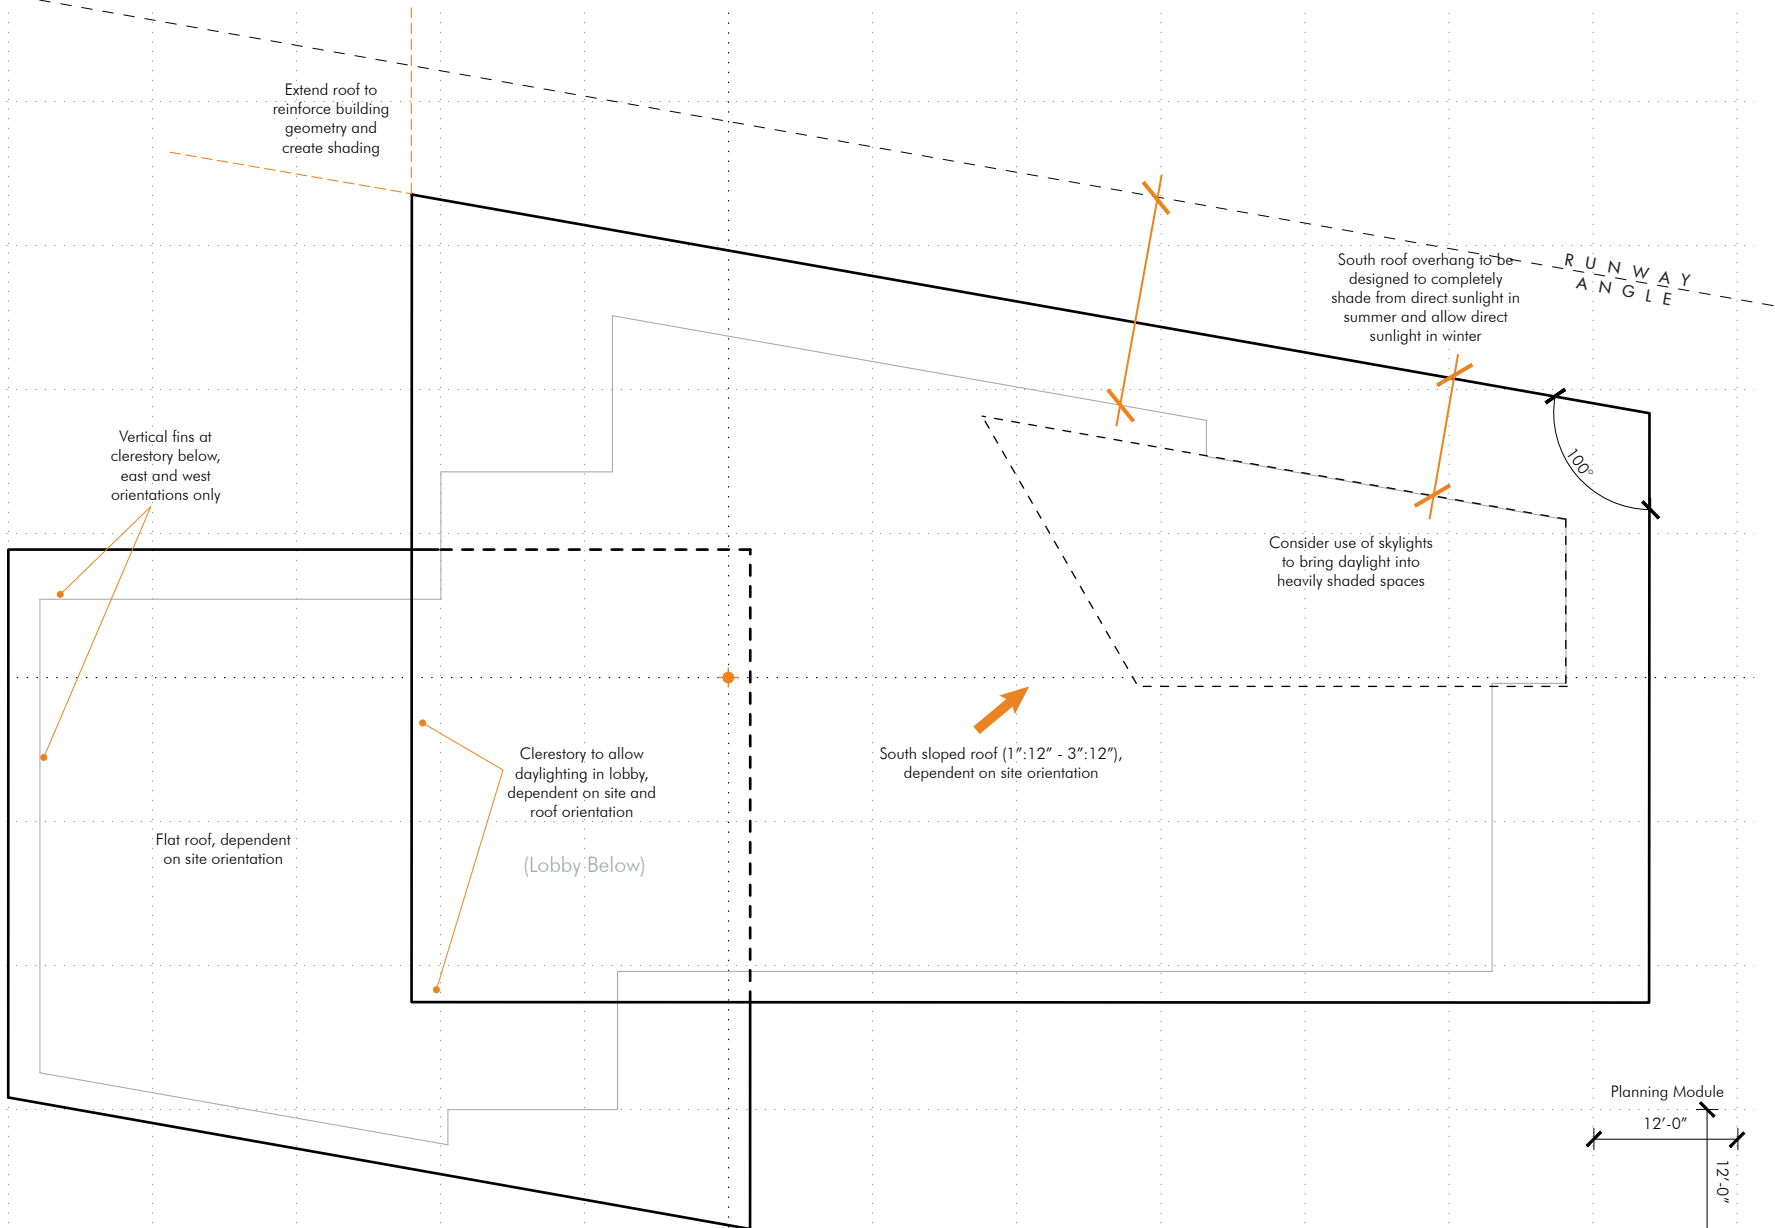 Extend roof to
reinforce building
geometry and
create shading
South roof overhang to be
designed to completely
shade from direct sunlight in
summer and allow direct
sunlight in winter
RUNWAY
ANGLE
Vertical fins at
clerestory below,
east and west
orientations only
100°
Consider use of skylights
to bring daylight into
heavily shaded spaces
Clerestory to allow
daylighting in lobby,
dependent on site and
roof orientation
South sloped roof (1":12" - 3":12"),
dependent on site orientation
Flat roof, dependent
on site orientation
(Lobby Below)
Planning Module
12'-0"
12'-0"